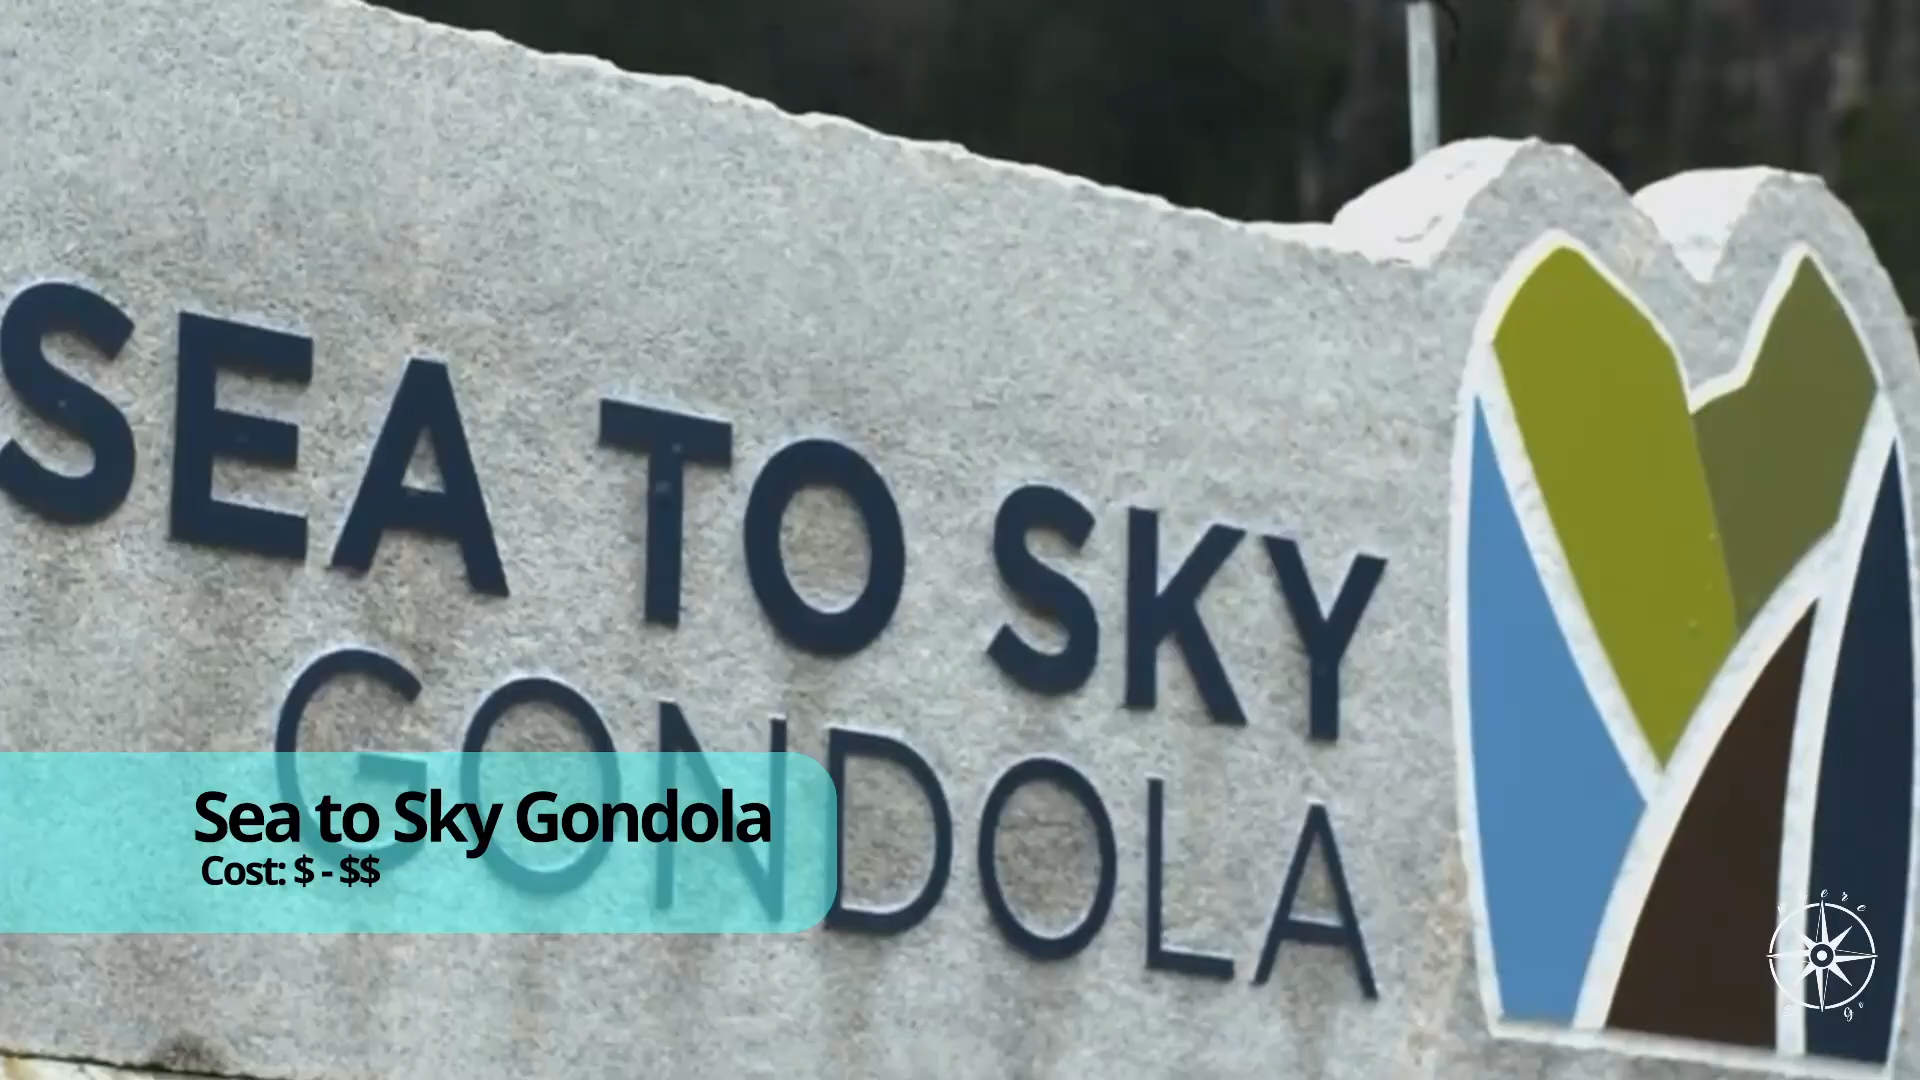 SEA TO SKY
GONDOLA
Sea to Sky Gondola
Cost: $ - $$